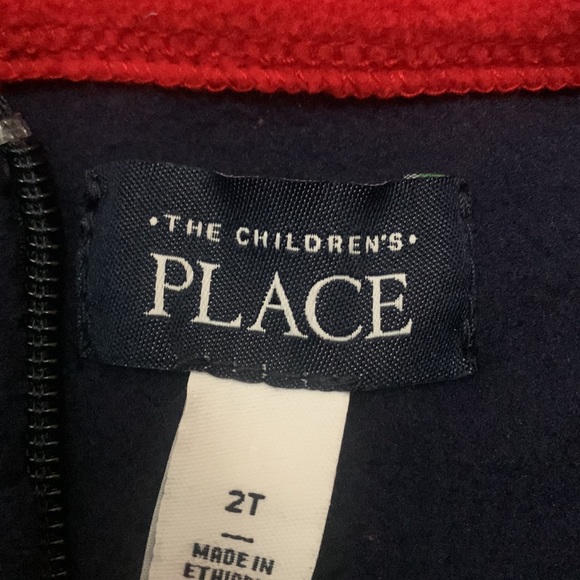 ·THE CHILDREN'S·
PLACE
2T
MADE IN